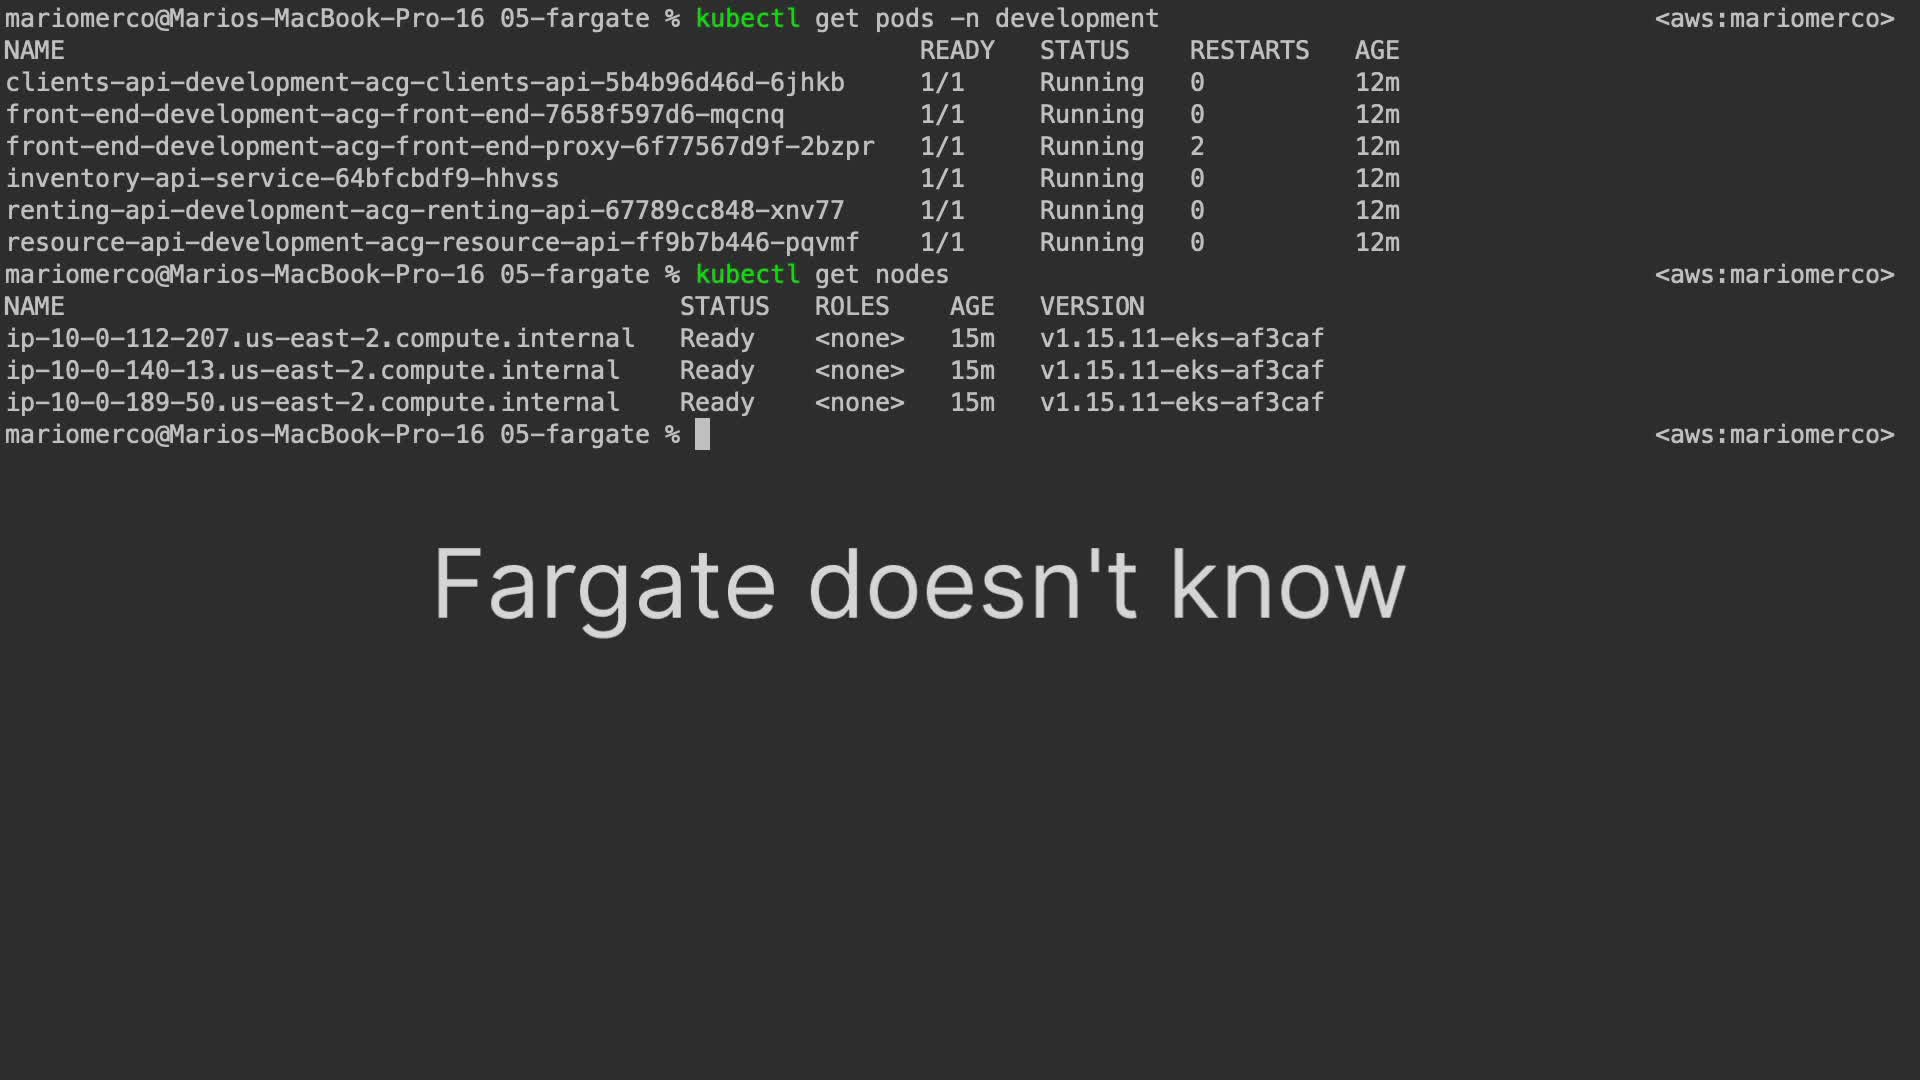 mariomerco@Marios-MacBook-Pro-16 05-fargate % kubectl get pods -n development <aws:mariomerco>
NAME READY STATUS RESTARTS AGE
clients-api-development-acg-clients-api-5b4b96d46d-6jhkb 1/1 Running 0 12m
front-end-development-acg-front-end-7658f597d6-mqcnq 1/1 Running 0 12m
front-end-development-acg-front-end-proxy-6f77567d9f-2bzpr 1/1 Running 2 12m
inventory-api-service-64bfcbdf9-hhvss 1/1 Running 0 12m
renting-api-development-acg-renting-api-67789cc848-xnv77 1/1 Running 0 12m
resource-api-development-acg-resource-api-ff9b7b446-pqvmf 1/1 Running 0 12m
mariomerco@Marios-MacBook-Pro-16 05-fargate % kubectl get nodes <aws:mariomerco>
NAME STATUS ROLES AGE VERSION
ip-10-0-112-207.us-east-2.compute.internal Ready <none> 15m v1.15.11-eks-af3caf
ip-10-0-140-13.us-east-2.compute.internal Ready <none> 15m v1.15.11-eks-af3caf
ip-10-0-189-50.us-east-2.compute.internal Ready <none> 15m v1.15.11-eks-af3caf
mariomerco@Marios-MacBook-Pro-16 05-fargate % <aws:mariomerco>
Fargate doesn't know